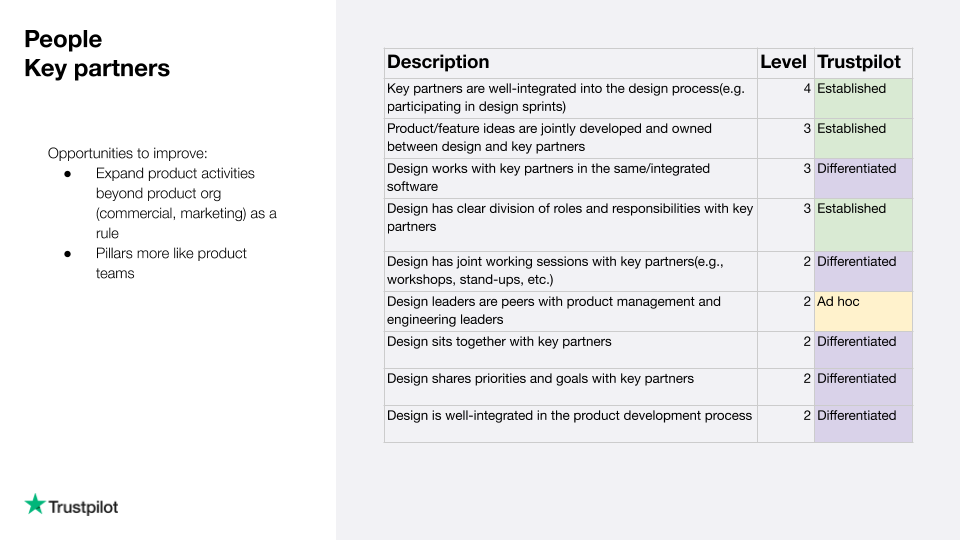 People
Key partners
Opportunities to improve:
● Expand product activities
beyond product org
(commercial, marketing) as a
rule
● Pillars more like product
teams
Trustpilot
Description Level Trustpilot
Key partners are well-integrated into the design process(e.g. 4 Established
participating in design sprints)
Product/feature ideas are jointly developed and owned 3 Established
between design and key partners
Design works with key partners in the same/integrated 3 Differentiated
software
Design has clear division of roles and responsibilities with key 3 Established
partners
Design has joint working sessions with key partners(e.g., 2 Differentiated
workshops, stand-ups, etc.)
Design leaders are peers with product management and 2 Ad hoc
engineering leaders
Design sits together with key partners 2 Differentiated
Design shares priorities and goals with key partners 2 Differentiated
Design is well-integrated in the product development process 2 Differentiated